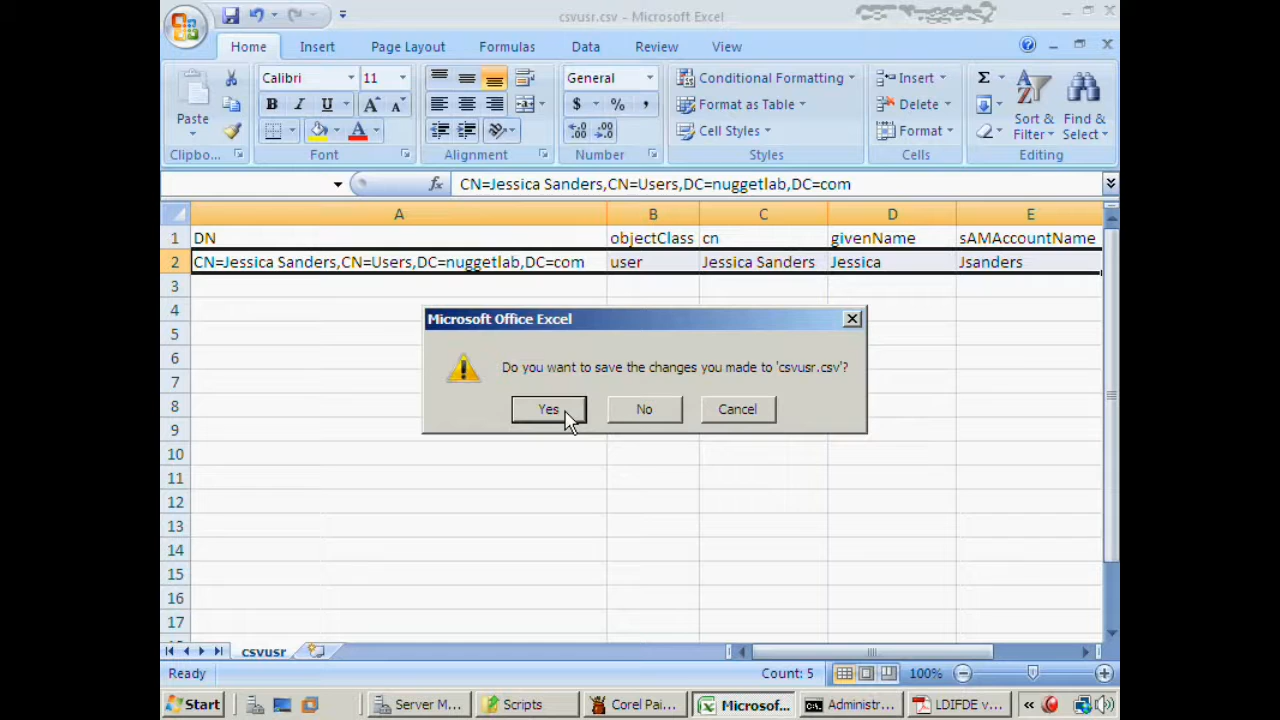 csvusr.csv - Microsoft Excel
Home Insert Page Layout Formulas Data Review View
Calibri 11 General Conditional Formatting Insert Σ
Paste B I U A A A $ % , Format as Table Delete Sort & Filter Find & Select
Cell Styles Format
Clipbo... Font Alignment Number Styles Cells Editing
fx CN=Jessica Sanders,CN=Users,DC=nuggetlab,DC=com
A B C D E
1 DN objectClass cn givenName sAMAccountName
2 CN=Jessica Sanders,CN=Users,DC=nuggetlab,DC=com user Jessica Sanders Jessica Jsanders
3
4
5
6
7
8
9
10
11
12
13
14
15
16
17
Microsoft Office Excel
Do you want to save the changes you made to 'csvusr.csv'?
Yes No Cancel
csvusr
Ready Count: 5 100%
Start Server M... Scripts Corel Pai... Microsof... Administr... LDIFDE v... «